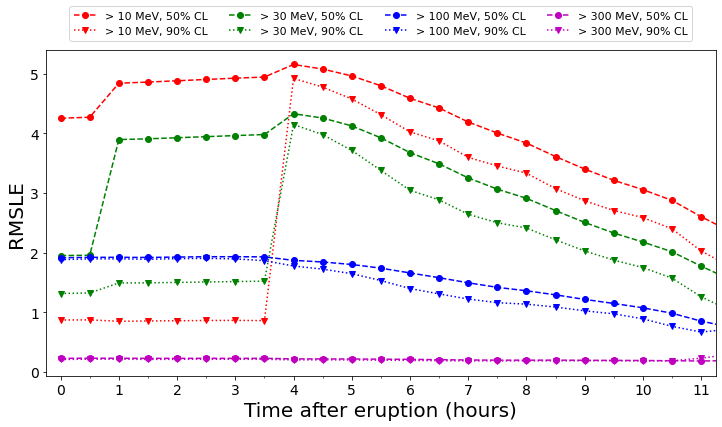 > 10 MeV, 50% CL > 30 MeV, 50% CL > 100 MeV, 50% CL > 300 MeV, 50% CL
> 10 MeV, 90% CL > 30 MeV, 90% CL > 100 MeV, 90% CL > 300 MeV, 90% CL
RMSLE
5
4
3
2
1
0
0 1 2 3 4 5 6 7 8 9 10 11
Time after eruption (hours)